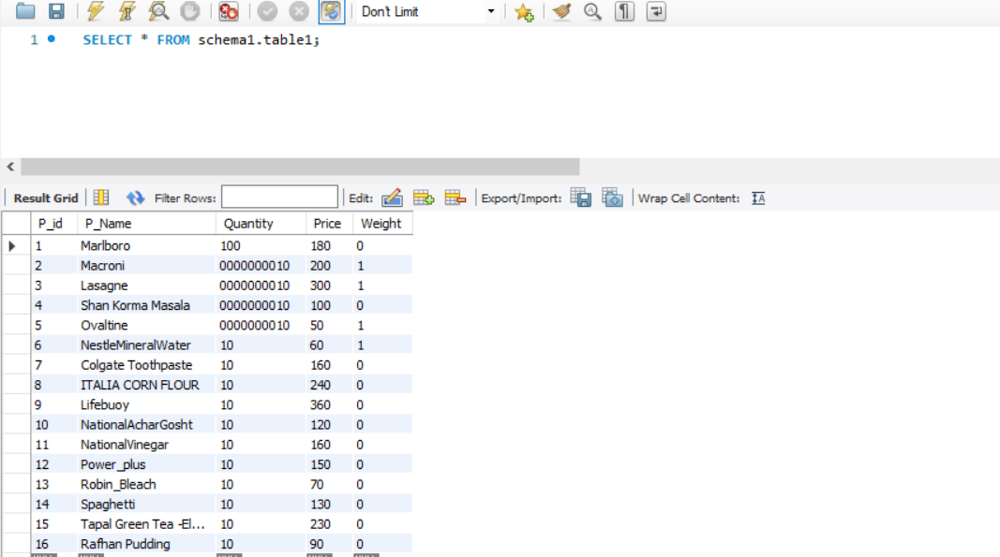 Don't Limit
1 SELECT * FROM schema1.table1;
Result Grid Filter Rows: Edit: Export/Import: Wrap Cell Content:
P_id P_Name Quantity Price Weight
1 Marlboro 100 180 0
2 Macroni 0000000010 200 1
3 Lasagne 0000000010 300 1
4 Shan Korma Masala 0000000010 100 0
5 Ovaltine 0000000010 50 1
6 NestleMineralWater 10 60 1
7 Colgate Toothpaste 10 160 0
8 ITALIA CORN FLOUR 10 240 0
9 Lifebuoy 10 360 0
10 NationalAcharGosht 10 120 0
11 NationalVinegar 10 160 0
12 Power_plus 10 150 0
13 Robin_Bleach 10 70 0
14 Spaghetti 10 130 0
15 Tapal Green Tea -El... 10 230 0
16 Rafhan Pudding 10 90 0